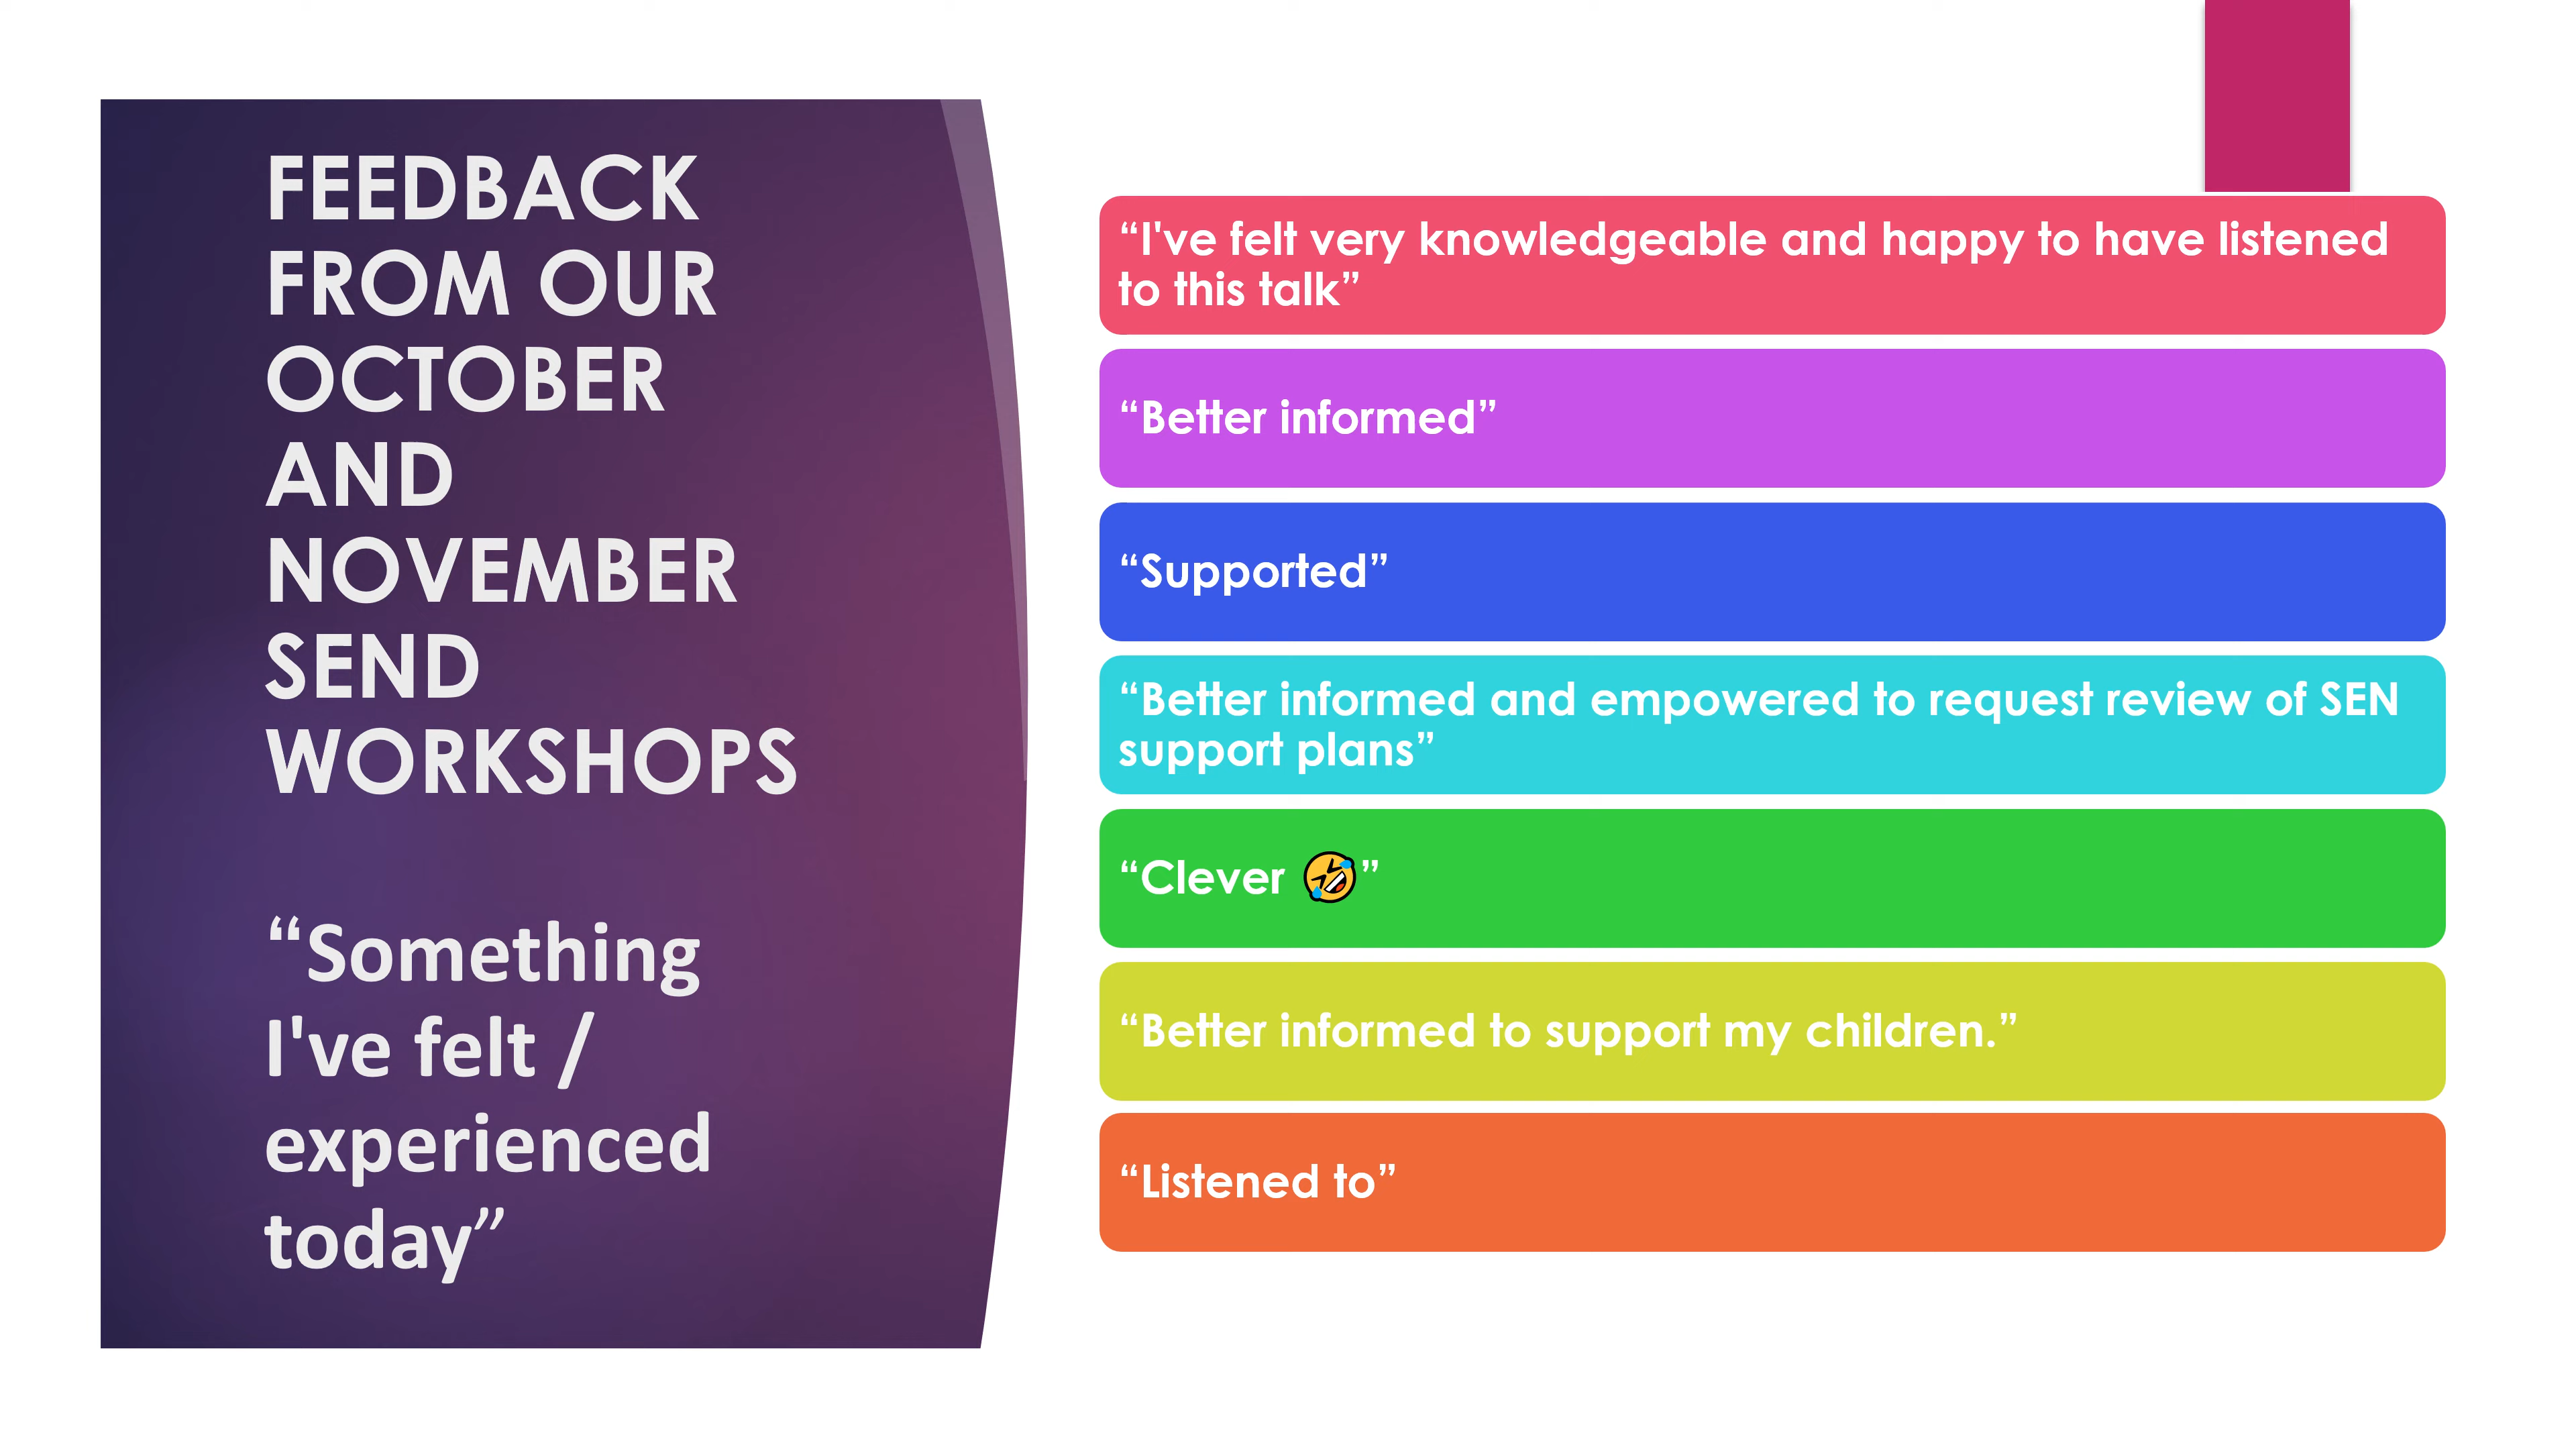 FEEDBACK
FROM OUR
OCTOBER
AND
NOVEMBER
SEND
WORKSHOPS
“Something
I've felt /
experienced
today”
“I've felt very knowledgeable and happy to have listened
to this talk”
“Better informed”
“Supported”
“Better informed and empowered to request review of SEN
support plans”
“Clever 🤣”
“Better informed to support my children.”
“Listened to”